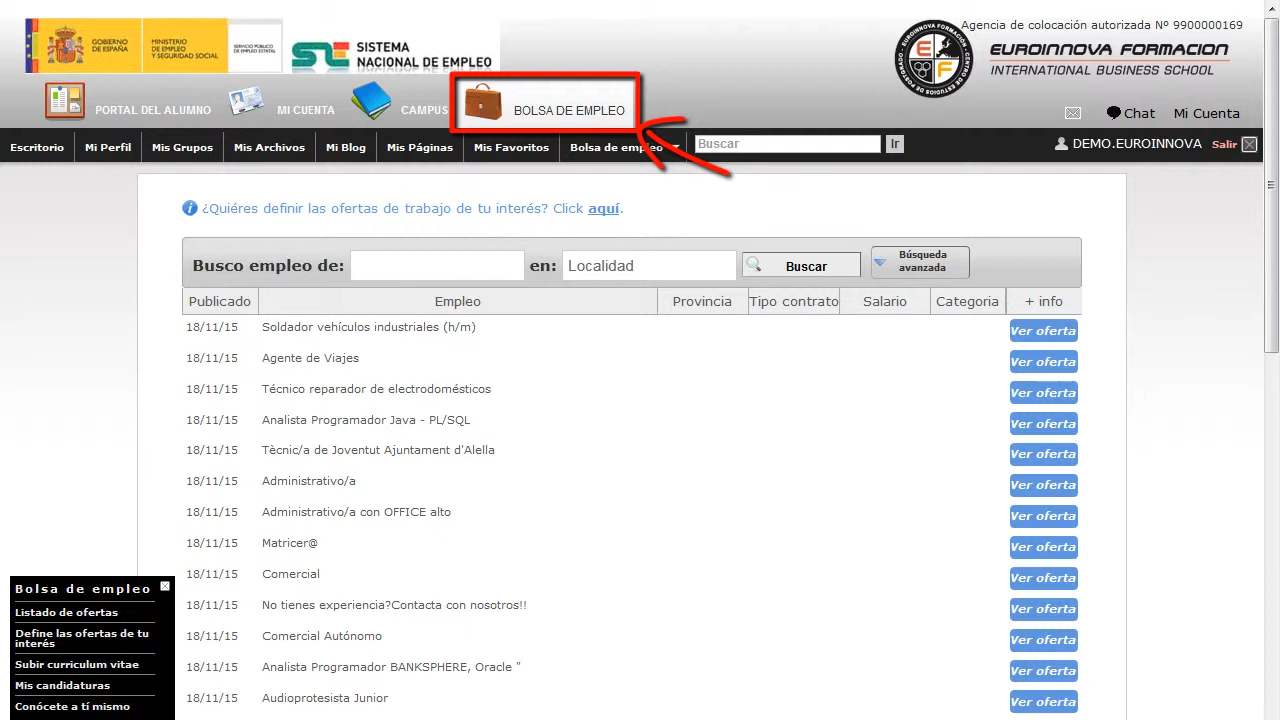 Agencia de colocación autorizada Nº 9900000169
GOBIERNO
DE ESPAÑA
MINISTERIO
DE EMPLEO
Y SEGURIDAD SOCIAL
SERVICIO PÚBLICO
DE EMPLEO ESTATAL
SISTEMA
NACIONAL DE EMPLEO
EUROINNOVA FORMACIÓN
CENTRO DE ESTUDIOS DE POSTGRADO
E
F
EUROINNOVA FORMACION
INTERNATIONAL BUSINESS SCHOOL
PORTAL DEL ALUMNO
MI CUENTA
CAMPUS
BOLSA DE EMPLEO
Chat
Mi Cuenta
Escritorio
Mi Perfil
Mis Grupos
Mis Archivos
Mi Blog
Mis Páginas
Mis Favoritos
Bolsa de empleo
Buscar
Ir
DEMO.EUROINNOVA
Salir
¿Quiéres definir las ofertas de trabajo de tu interés? Click aquí.
Busco empleo de:
en:
Localidad
Buscar
Búsqueda
avanzada
Publicado Empleo Provincia Tipo contrato Salario Categoria + info
18/11/15 Soldador vehículos industriales (h/m) Ver oferta
18/11/15 Agente de Viajes Ver oferta
18/11/15 Técnico reparador de electrodomésticos Ver oferta
18/11/15 Analista Programador Java - PL/SQL Ver oferta
18/11/15 Tècnic/a de Joventut Ajuntament d'Alella Ver oferta
18/11/15 Administrativo/a Ver oferta
18/11/15 Administrativo/a con OFFICE alto Ver oferta
18/11/15 Matricer@ Ver oferta
18/11/15 Comercial Ver oferta
18/11/15 No tienes experiencia?Contacta con nosotros!! Ver oferta
18/11/15 Comercial Autónomo Ver oferta
18/11/15 Analista Programador BANKSPHERE, Oracle " Ver oferta
18/11/15 Audioprotesista Junior Ver oferta
Bolsa de empleo
Listado de ofertas
Define las ofertas de tu
interés
Subir curriculum vitae
Mis candidaturas
Conócete a tí mismo